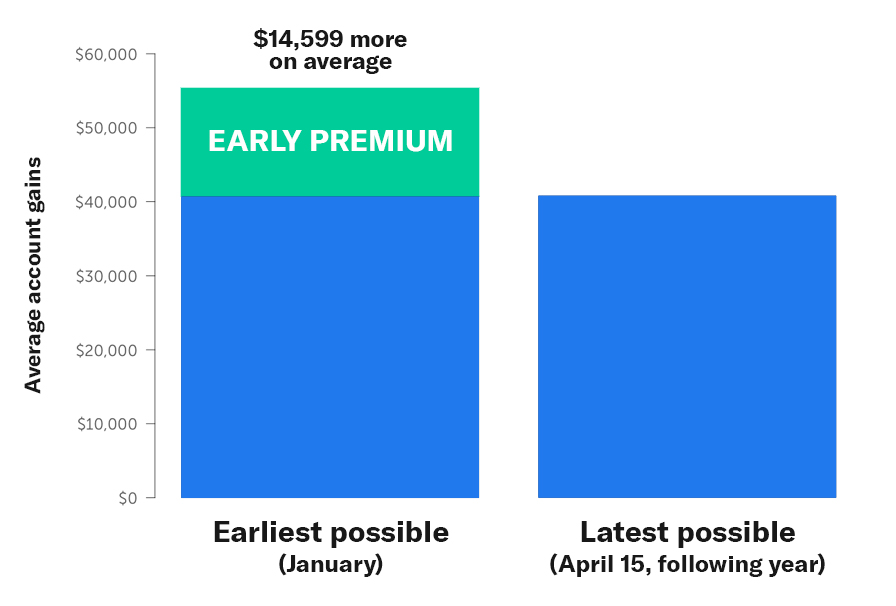 $14,599 more
on average
$60,000
$50,000
$40,000
$30,000
$20,000
$10,000
$0
Average account gains
EARLY PREMIUM
Earliest possible
(January)
Latest possible
(April 15, following year)